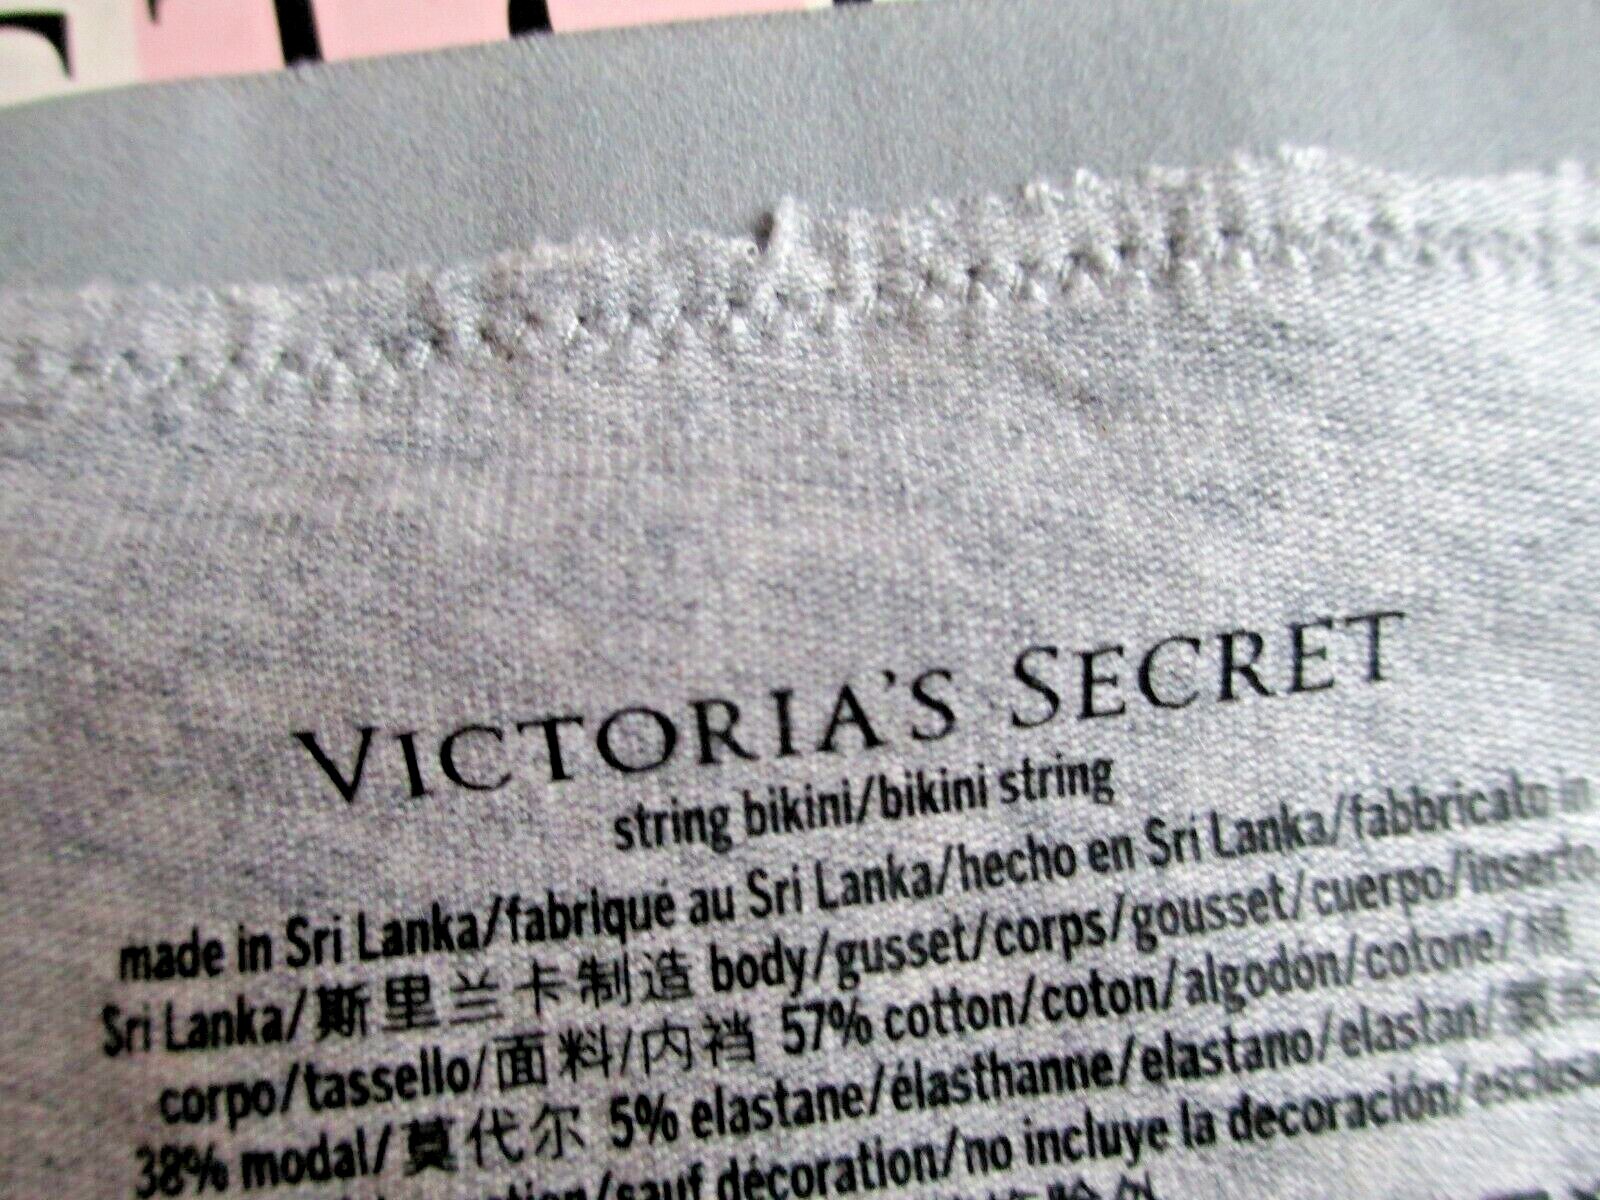 VICTORIA'S SECRET
string bikini/bikini string
made in Sri Lanka/fabriqué au Sri Lanka/hecho en Sri Lanka/fabbricato in
Sri Lanka/斯里兰卡制造 body/gusset/corps/gousset/cuerpo/inserto
corpo/tassello/面料/内裆 57% cotton/coton/algodón/cotone/棉
38% modal/莫代尔 5% elastane/élasthanne/elastano/elastan/
sauf décoration/no incluye la decoración/esclusa